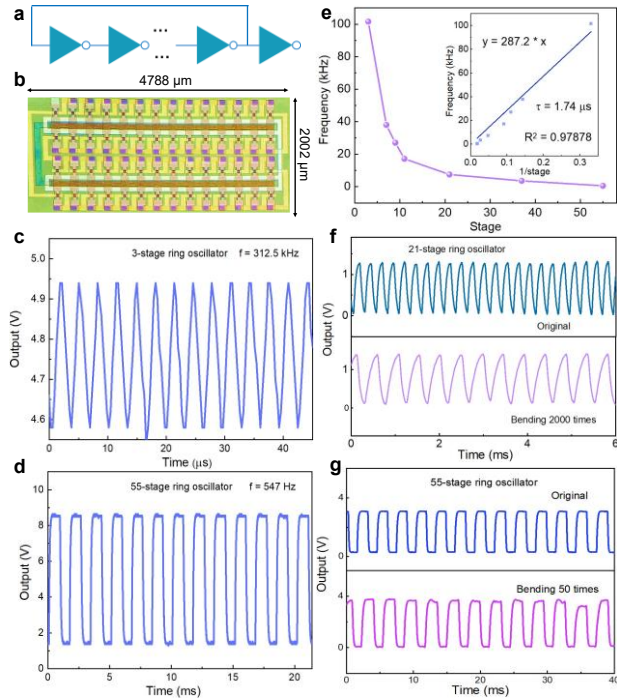 a
...
...
b
4788 µm
2002 µm
c
3-stage ring oscillator f = 312.5 kHz
Output (V)
5.0
4.9
4.8
4.7
4.6
0 10 20 30 40
Time (µs)
d
55-stage ring oscillator f = 547 Hz
Output (V)
10
8
6
4
2
0
0 5 10 15 20
Time (ms)
e
Frequency (kHz)
100
80
60
40
20
0
0 10 20 30 40 50
Stage
y = 287.2 * x
τ = 1.74 µs
R² = 0.97878
Frequency (kHz)
100
80
60
40
20
0
0.0 0.1 0.2 0.3
1/stage
f
21-stage ring oscillator
Original
Bending 2000 times
Output (V)
1
0
1
0
0 1 2 3 4 5 6
Time (ms)
g
55-stage ring oscillator
Original
Bending 50 times
Output (V)
4
0
4
0
0 10 20 30 40
Time (ms)